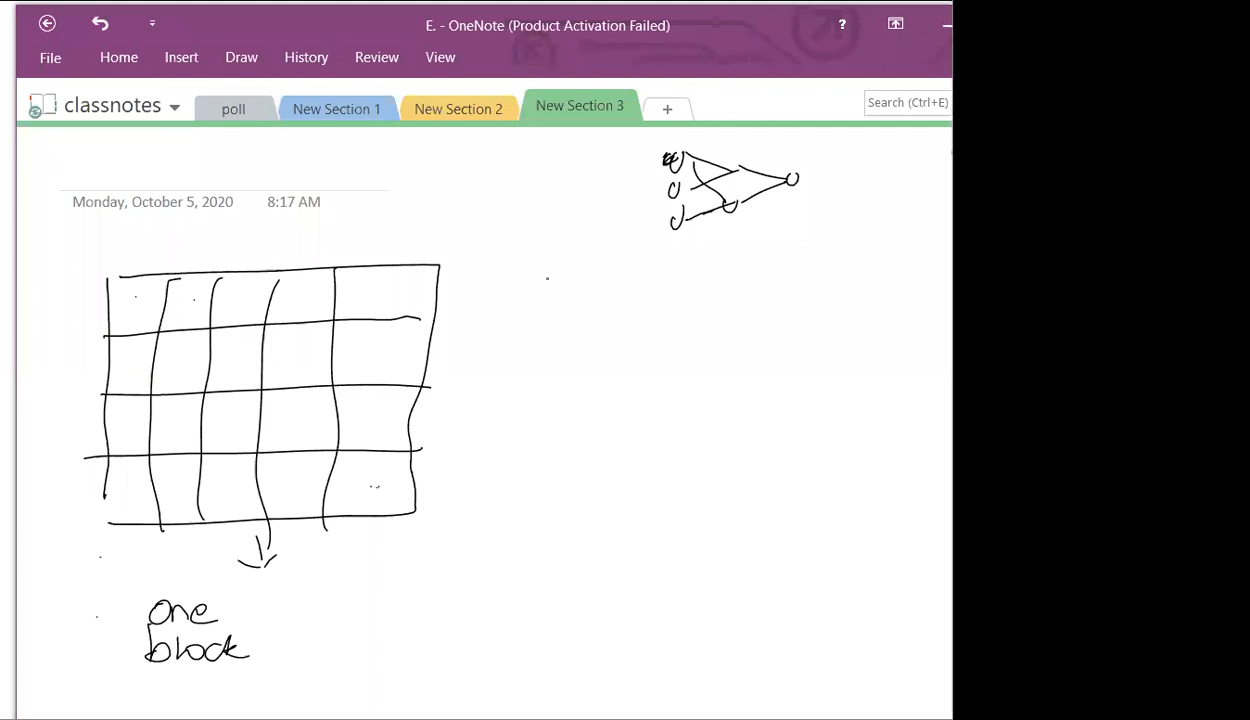 E. - OneNote (Product Activation Failed)
?
File Home Insert Draw History Review View
classnotes poll New Section 1 New Section 2 New Section 3 + Search (Ctrl+E)
Monday, October 5, 2020 8:17 AM
one
block